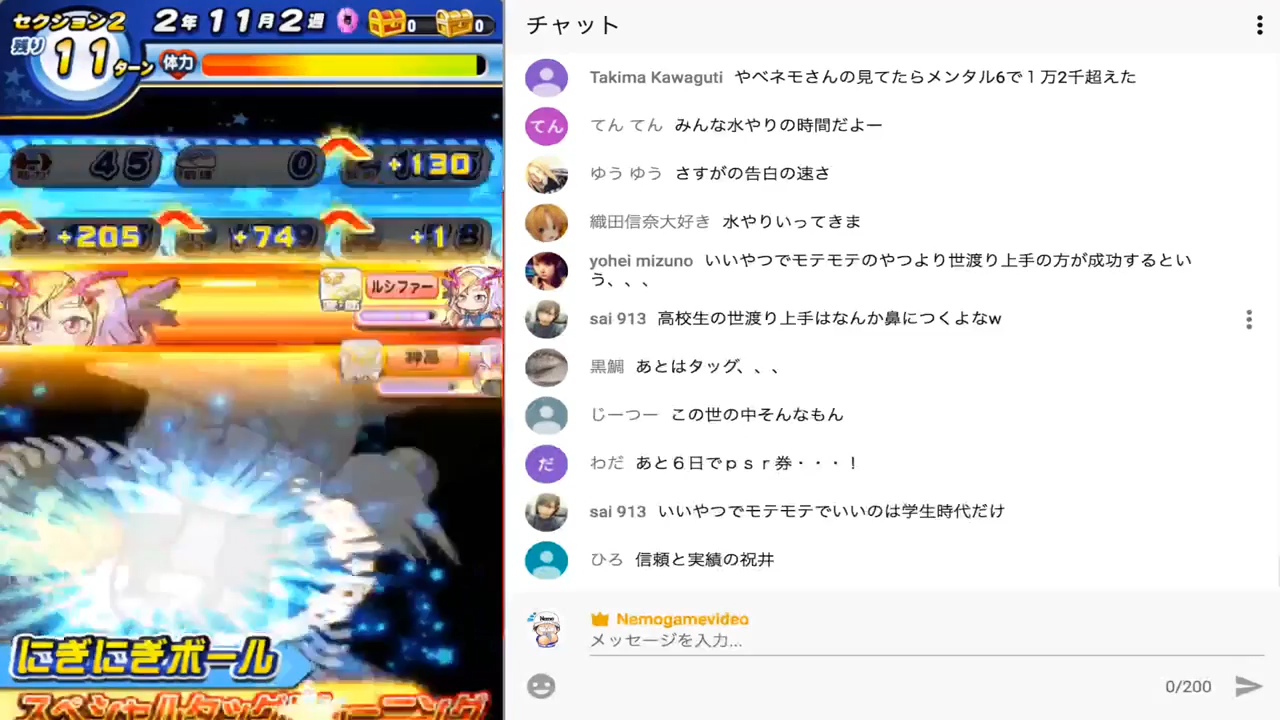 セクション2
残り
11ターン
2年11月2週
0
0
体力
45
0
+130
+205
+74
+1
ルシファー
神高
にぎにぎボール
チャット
Takima Kawaguti やべネモさんの見てたらメンタル6で１万2千超えた
てん
てん てん みんな水やりの時間だよー
ゆう ゆう さすがの告白の速さ
織田信奈大好き 水やりいってきま
yohei mizuno いいやつでモテモテのやつより世渡り上手の方が成功するとい
う、、、
sai 913 高校生の世渡り上手はなんか鼻につくよなw
黒鯛 あとはタッグ、、、
じーつー この世の中そんなもん
だ
わだ あと６日でｐｓｒ券・・・！
sai 913 いいやつでモテモテでいいのは学生時代だけ
ひろ 信頼と実績の祝井
Nemo
Nemogamevideo
メッセージを入力...
0/200